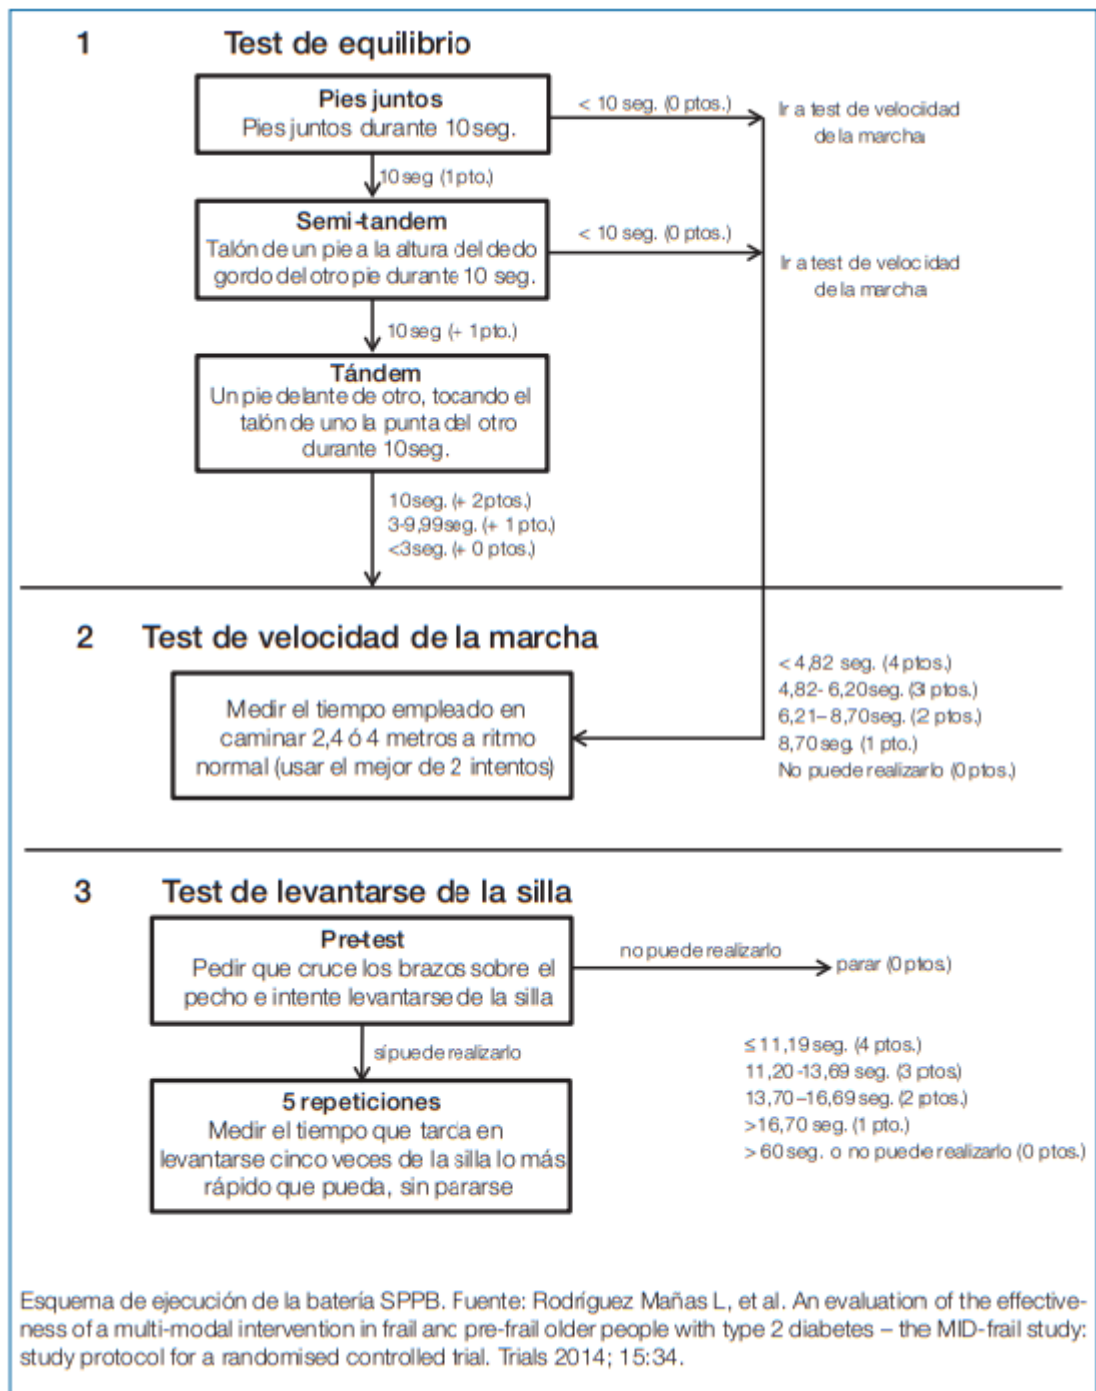 1 Test de equilibrio
Pies juntos
Pies juntos durante 10 seg.
< 10 seg. (0 ptos.)
Ir a test de velociidad
de la marcha
10 seg (1 pto.)
Semi-tandem
Talón de un pie a la altura del dedo
gordo del otro pie durante 10 seg.
< 10 seg. (0 ptos.)
Ir a test de velocidad
de la marcha
10 seg (+ 1 pto.)
Tándem
Un pie delante de otro, tocando el
talón de uno la punta del otro
durante 10 seg.
10 seg. (+ 2 ptos.)
3-9,99 seg. (+ 1 pto.)
<3 seg. (+ 0 ptos.)
2 Test de velocidad de la marcha
Medir el tiempo empleado en
caminar 2,4 ó 4 metros a ritmo
normal (usar el mejor de 2 intentos)
< 4,82 seg. (4 ptos.)
4,82- 6,20 seg. (3 ptos.)
6,21– 8,70 seg. (2 ptos.)
8,70 seg. (1 pto.)
No puede realizarlo (0 ptos.)
3 Test de levantarse de la silla
Pre-test
Pedir que cruce los brazos sobre el
pecho e intente levantarse de la silla
no puede realizarlo
parar (0 ptos.)
sí puede realizarlo
5 repeticiones
Medir el tiempo que tarda en
levantarse cinco veces de la silla lo más
rápido que pueda, sin pararse
≤ 11,19 seg. (4 ptos.)
11,20 -13,69 seg. (3 ptos)
13,70 –16,69 seg. (2 ptos.)
>16,70 seg. (1 pto.)
> 60 seg. o no puede realizarlo (0 ptos.)
Esquema de ejecución de la batería SPPB. Fuente: Rodríguez Mañas L, et al. An evaluation of the effective-
ness of a multi-modal intervention in frail and pre-frail older people with type 2 diabetes – the MID-frail study:
study protocol for a randomised controlled trial. Trials 2014; 15:34.